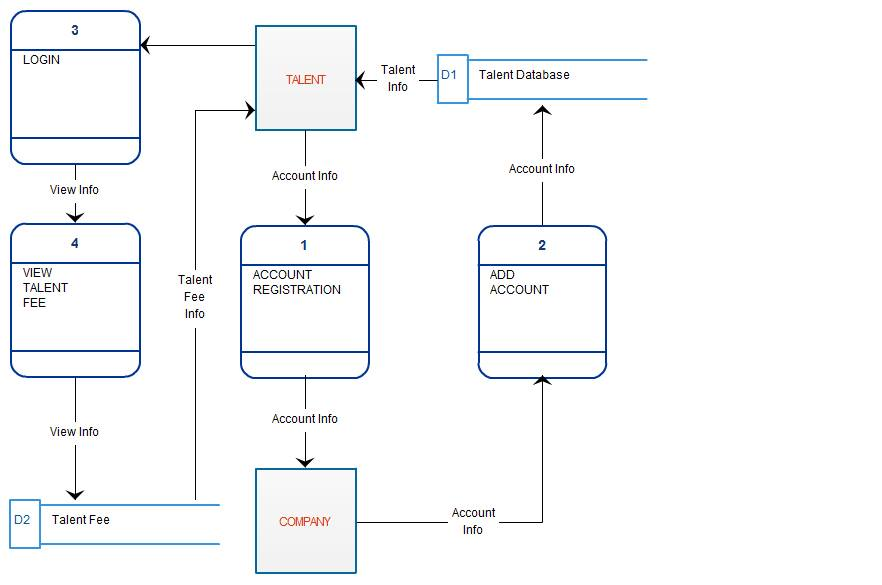 3
LOGIN
TALENT
Talent
Info
D1
Talent Database
View Info
Account Info
Account Info
4
VIEW
TALENT
FEE
Talent
Fee
Info
1
ACCOUNT
REGISTRATION
2
ADD
ACCOUNT
View Info
Account Info
D2
Talent Fee
COMPANY
Account
Info